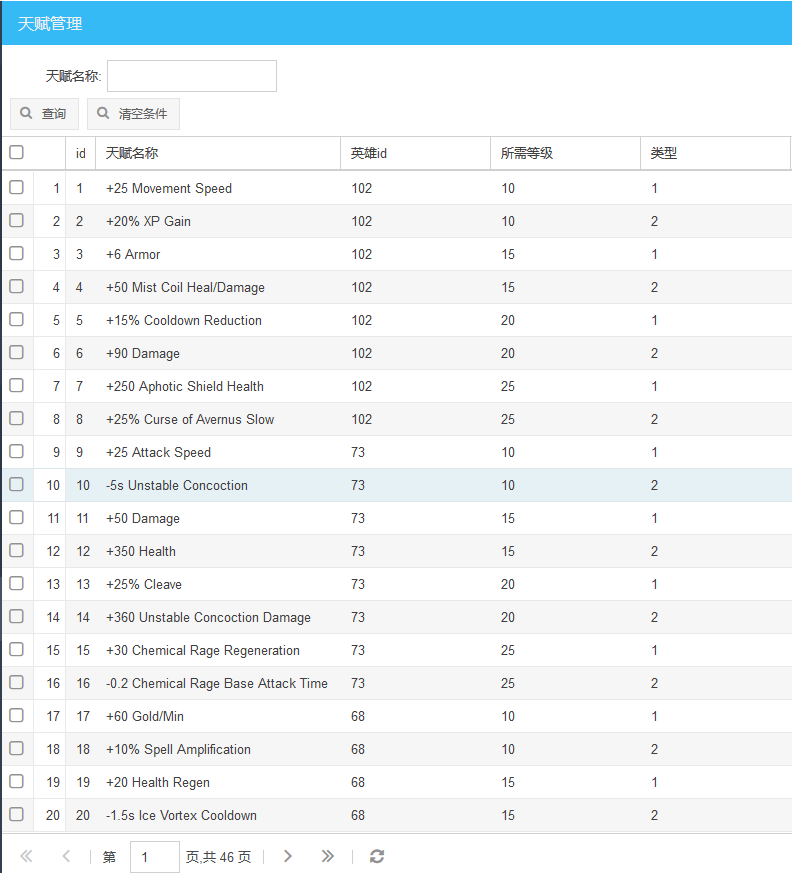 天赋管理
天赋名称:
查询 清空条件
id 天赋名称 英雄id 所需等级 类型
1 1 +25 Movement Speed 102 10 1
2 2 +20% XP Gain 102 10 2
3 3 +6 Armor 102 15 1
4 4 +50 Mist Coil Heal/Damage 102 15 2
5 5 +15% Cooldown Reduction 102 20 1
6 6 +90 Damage 102 20 2
7 7 +250 Aphotic Shield Health 102 25 1
8 8 +25% Curse of Avernus Slow 102 25 2
9 9 +25 Attack Speed 73 10 1
10 10 -5s Unstable Concoction 73 10 2
11 11 +50 Damage 73 15 1
12 12 +350 Health 73 15 2
13 13 +25% Cleave 73 20 1
14 14 +360 Unstable Concoction Damage 73 20 2
15 15 +30 Chemical Rage Regeneration 73 25 1
16 16 -0.2 Chemical Rage Base Attack Time 73 25 2
17 17 +60 Gold/Min 68 10 1
18 18 +10% Spell Amplification 68 10 2
19 19 +20 Health Regen 68 15 1
20 20 -1.5s Ice Vortex Cooldown 68 15 2
第 1 页,共 46 页